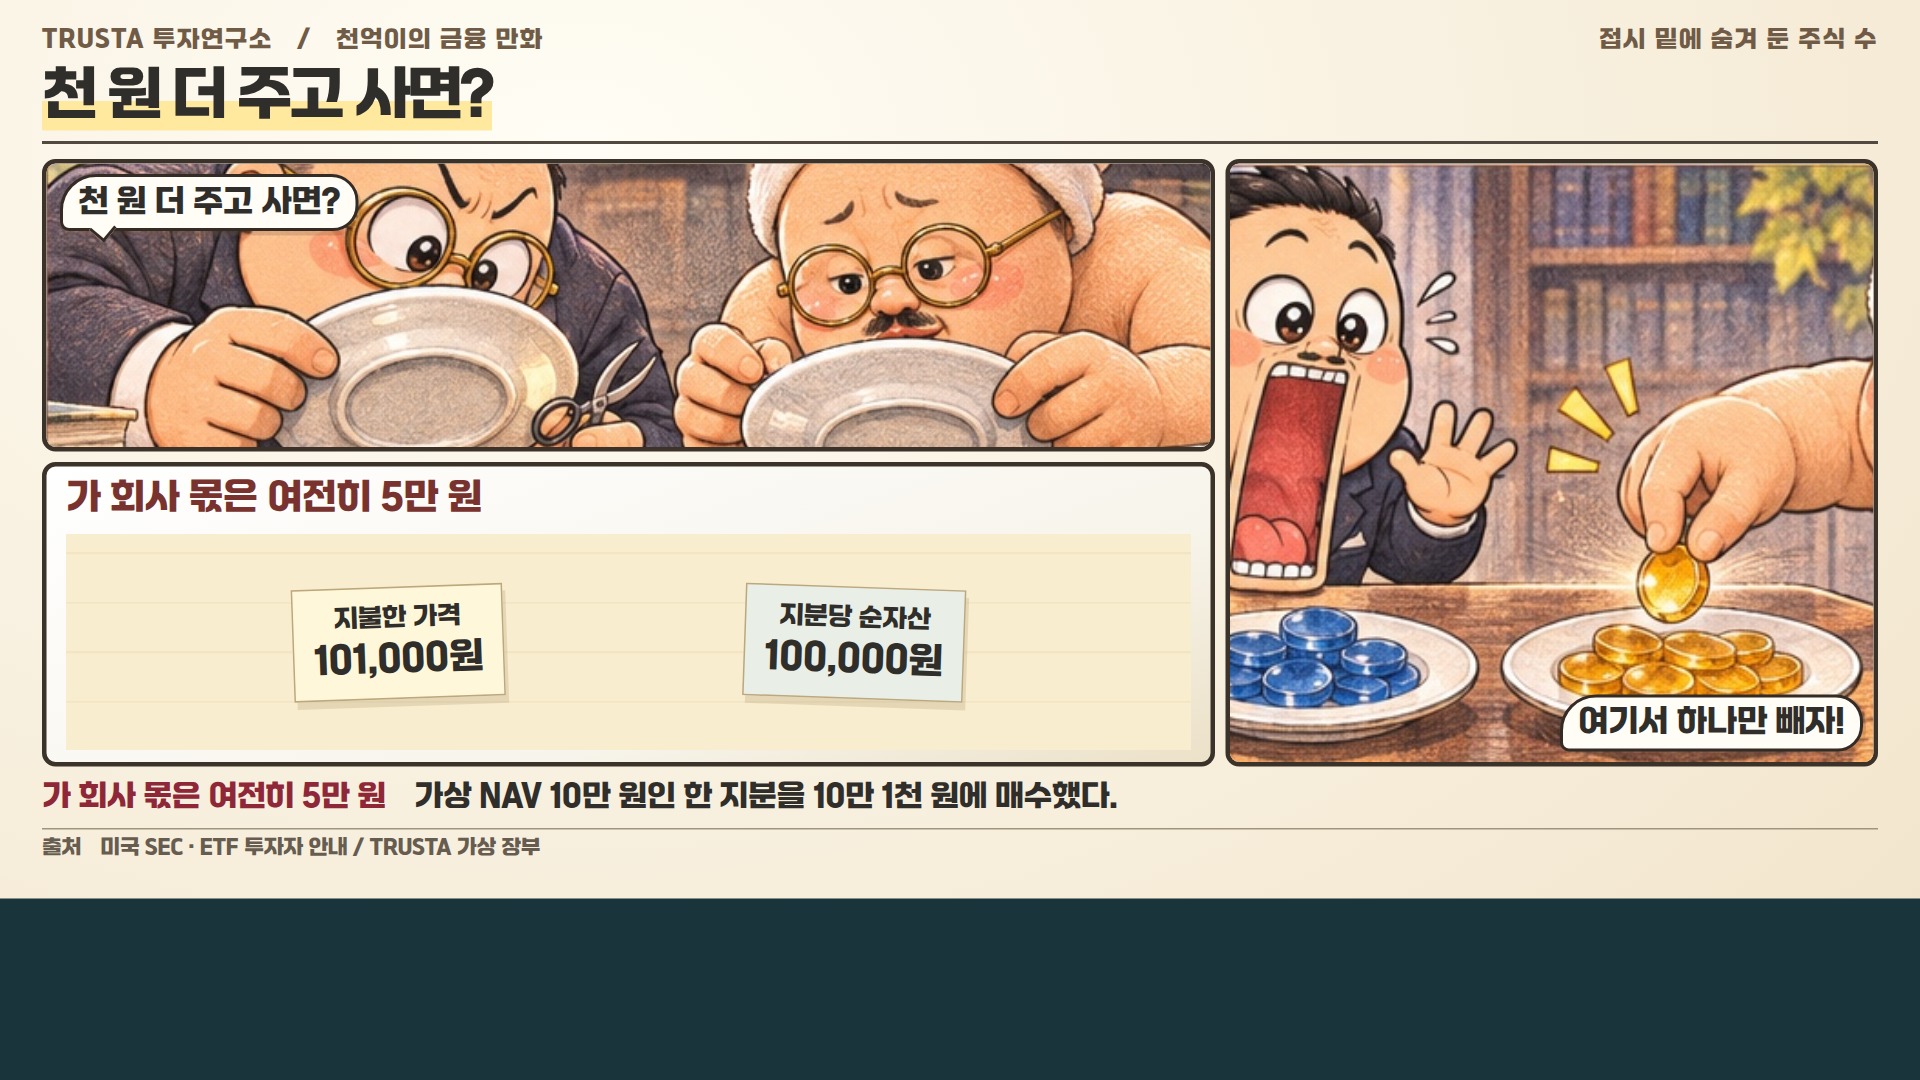 TRUSTA 투자연구소 / 천억이의 금융 만화
접시 밑에 숨겨 둔 주식 수
천 원 더 주고 사면?
천 원 더 주고 사면?
가 회사 몫은 여전히 5만 원
지불한 가격
101,000원
지분당 순자산
100,000원
여기서 하나만 빼자!
가 회사 몫은 여전히 5만 원 가상 NAV 10만 원인 한 지분을 10만 1천 원에 매수했다.
출처 미국 SEC · ETF 투자자 안내 / TRUSTA 가상 장부